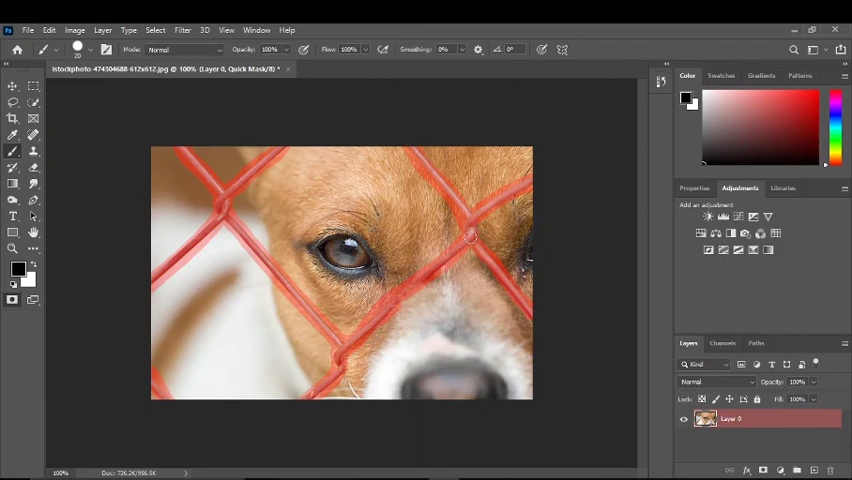 Ps File Edit Image Layer Type Select Filter 3D View Window Help
20 Mode: Normal Opacity: 100% Flow: 100% Smoothing: 0% 0°
istockphoto-474304688-612x612.jpg @ 100% (Layer 0, Quick Mask/8) * ×
Color Swatches Gradients Patterns
Properties Adjustments Libraries
Add an adjustment
Layers Channels Paths
Kind
Normal Opacity: 100%
Lock: Fill: 100%
Layer 0
100% Doc: 726.2K/956.5K